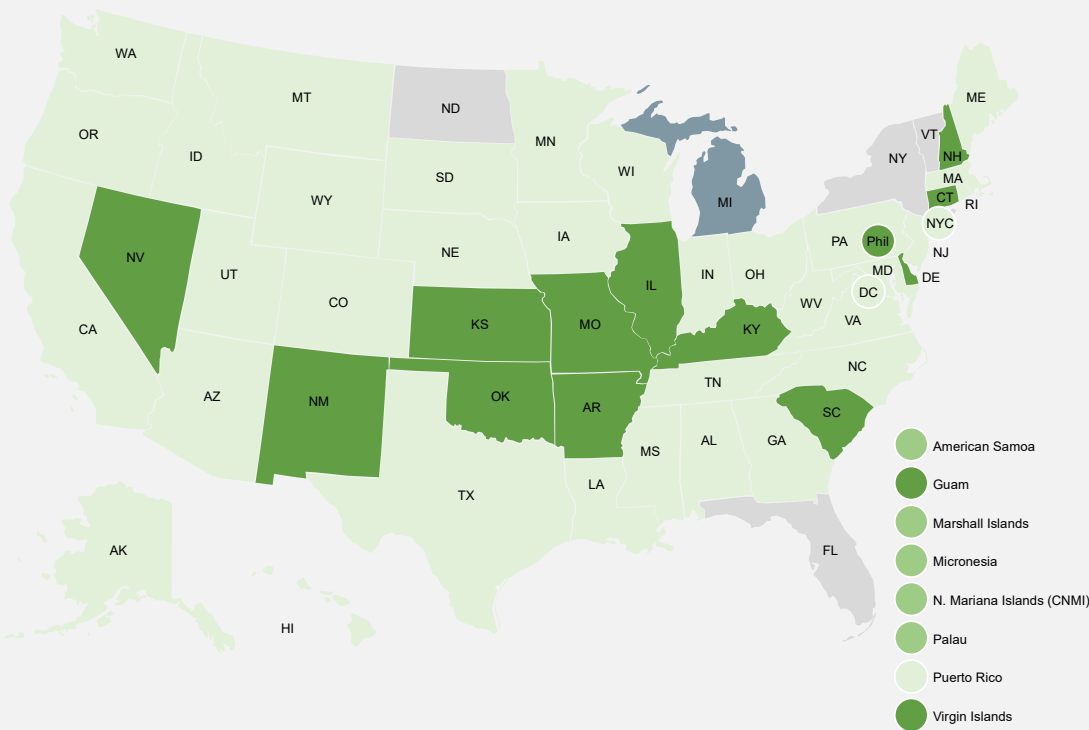 WA
MT
ND
ME
OR
ID
MN
VT
NY
NH
SD
WI
MA
WY
MI
CT
RI
NYC
IA
PA
Phil
NE
NJ
NV
UT
IN
OH
MD
DE
IL
DC
CO
WV
CA
KS
MO
KY
VA
NC
TN
AZ
NM
OK
AR
SC
MS
AL
GA
American Samoa
LA
Guam
TX
Marshall Islands
AK
FL
Micronesia
N. Mariana Islands (CNMI)
HI
Palau
Puerto Rico
Virgin Islands